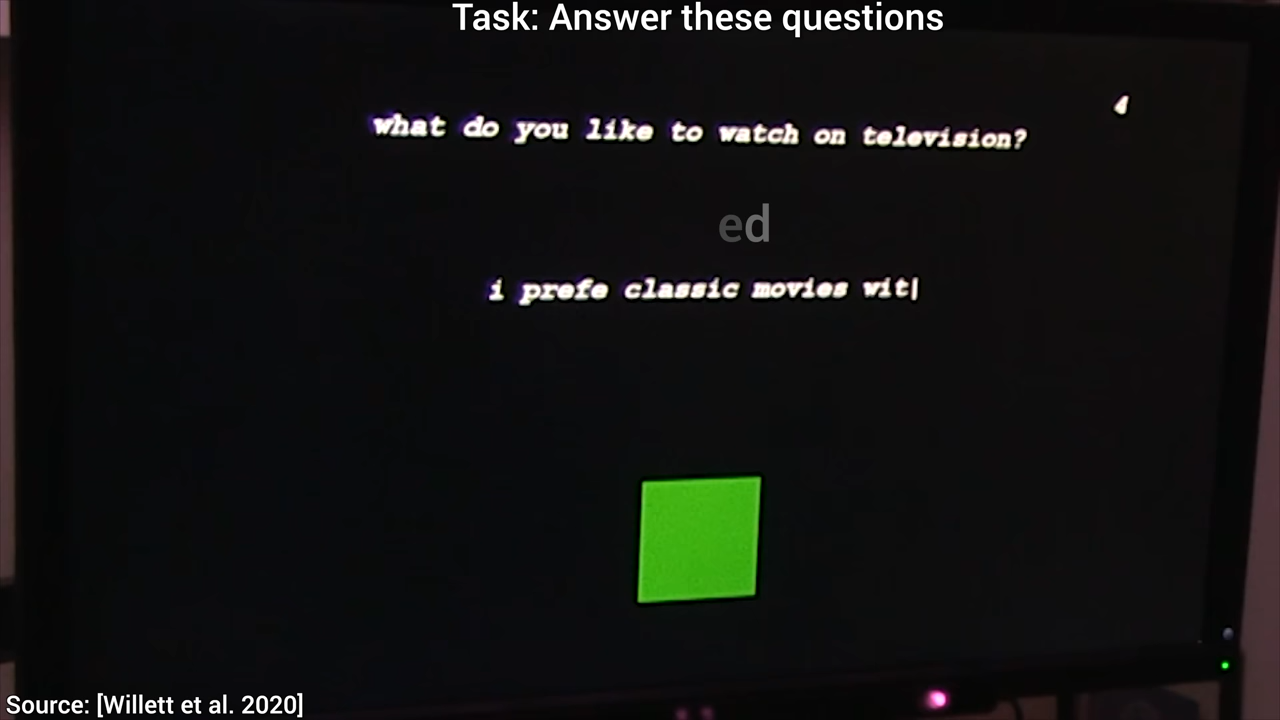 Task: Answer these questions
4
what do you like to watch on television?
ed
i prefe classic movies wit|
Source: [Willett et al. 2020]